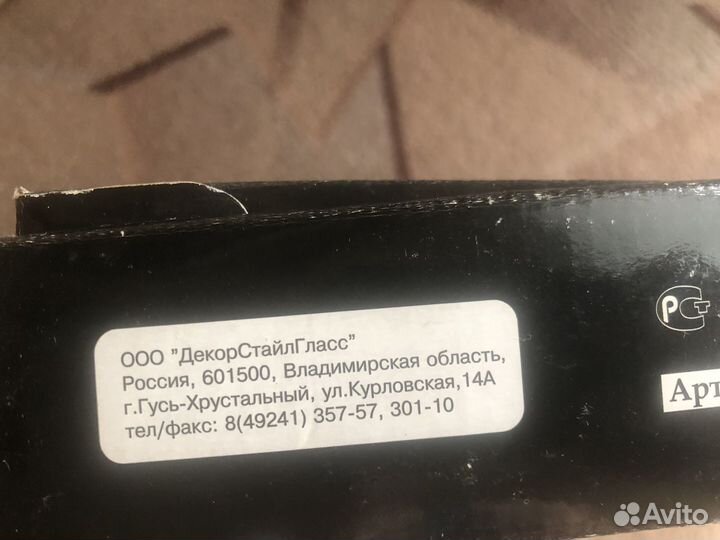 ООО "ДекорСтайлГласс"
Россия, 601500, Владимирская область,
г.Гусь-Хрустальный, ул.Курловская,14А
тел/факс: 8(49241) 357-57, 301-10
РСТ
Арт
Avito